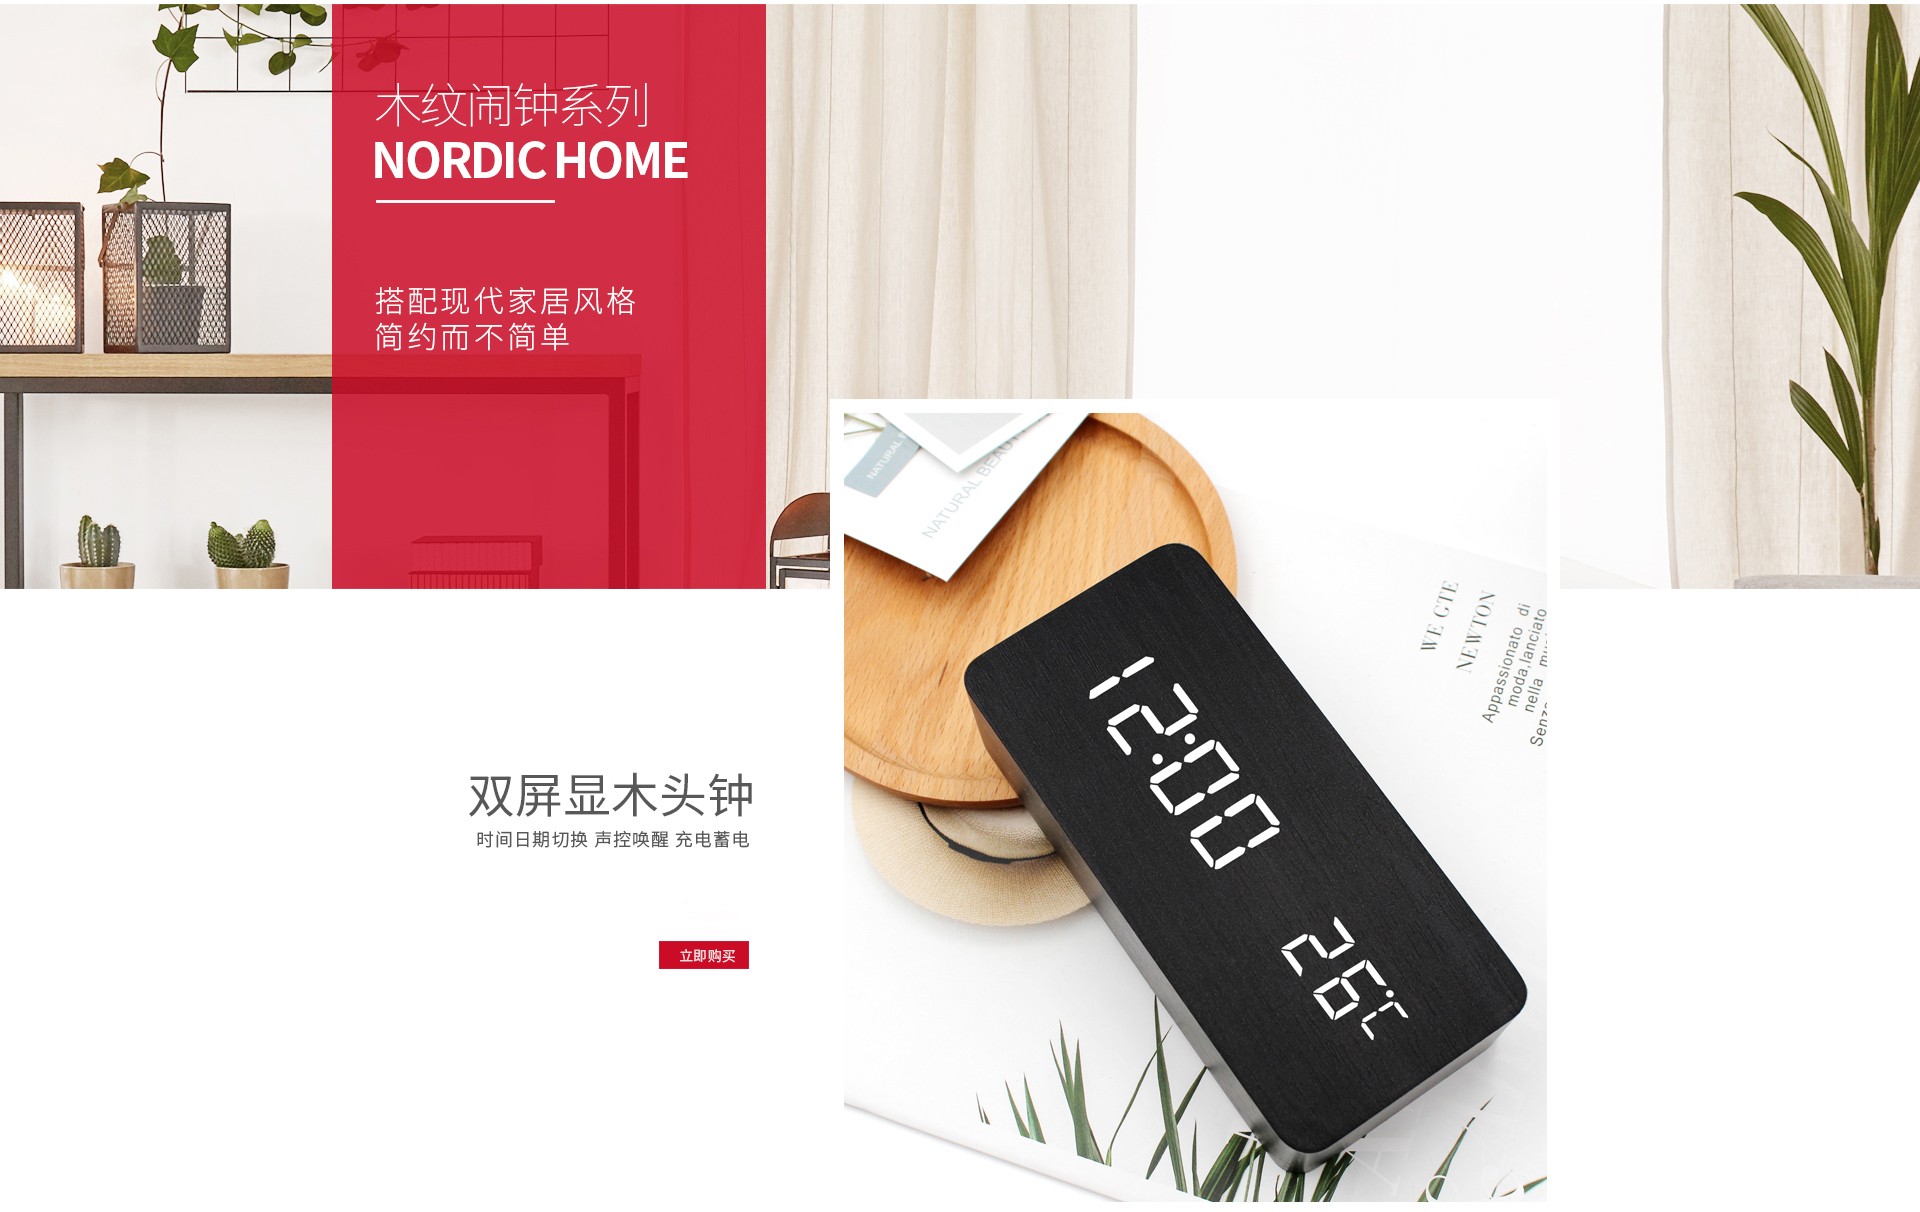 木纹闹钟系列
NORDIC HOME
搭配现代家居风格
简约而不简单
NATURAL
NATURAL BEAUTY
WE GTE
NEWTON
Appassionato di
moda,lanciato
nella
12:00
26℃
双屏显木头钟
时间日期切换 声控唤醒 充电蓄电
立即购买